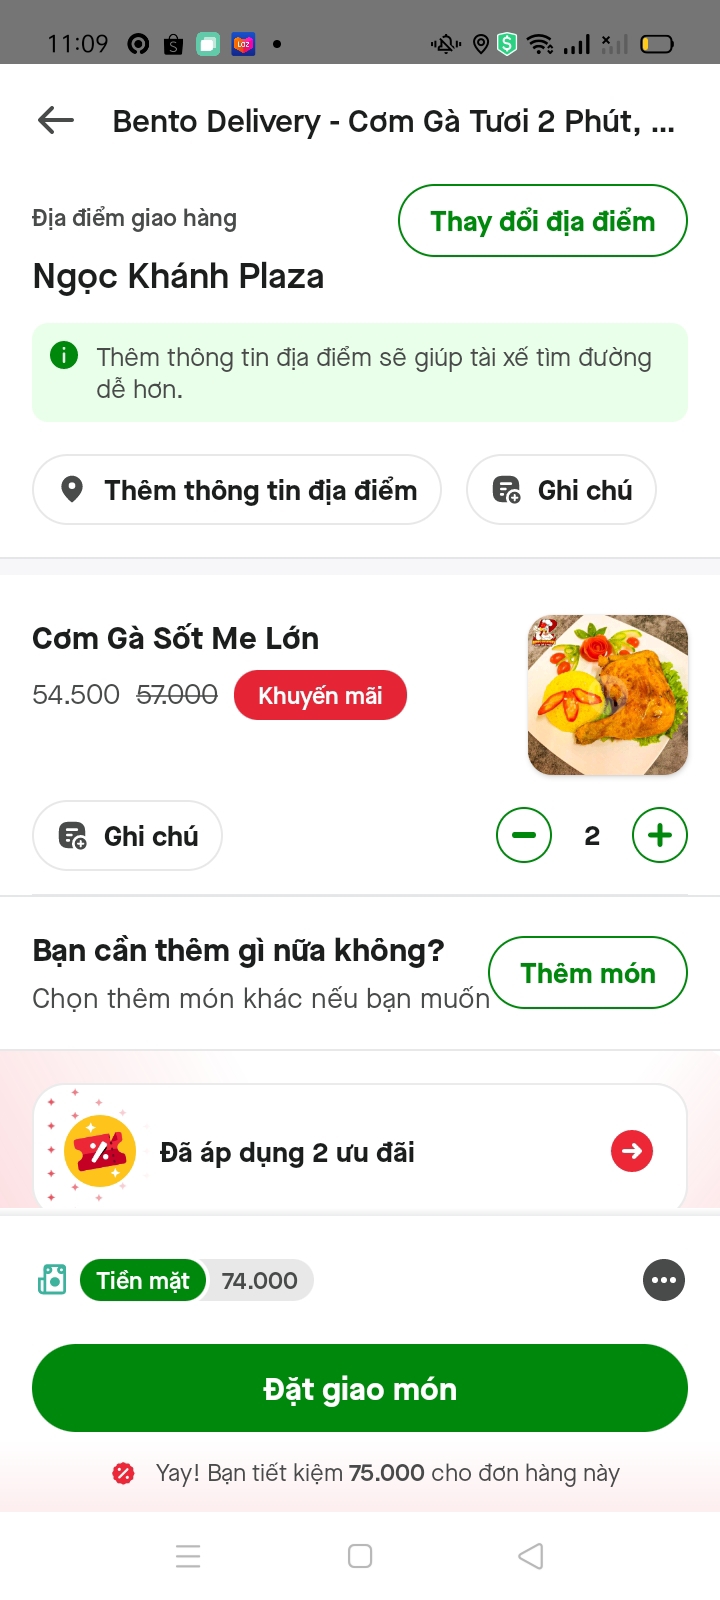 11:09
Bento Delivery - Cơm Gà Tươi 2 Phút, ...
Địa điểm giao hàng
Thay đổi địa điểm
Ngọc Khánh Plaza
Thêm thông tin địa điểm sẽ giúp tài xế tìm đường
dễ hơn.
Thêm thông tin địa điểm
Ghi chú
Cơm Gà Sốt Me Lớn
54.500 57.000 Khuyến mãi
Ghi chú
2
Bạn cần thêm gì nữa không?
Thêm món
Chọn thêm món khác nếu bạn muốn
Đã áp dụng 2 ưu đãi
Tiền mặt 74.000
Đặt giao món
Yay! Bạn tiết kiệm 75.000 cho đơn hàng này